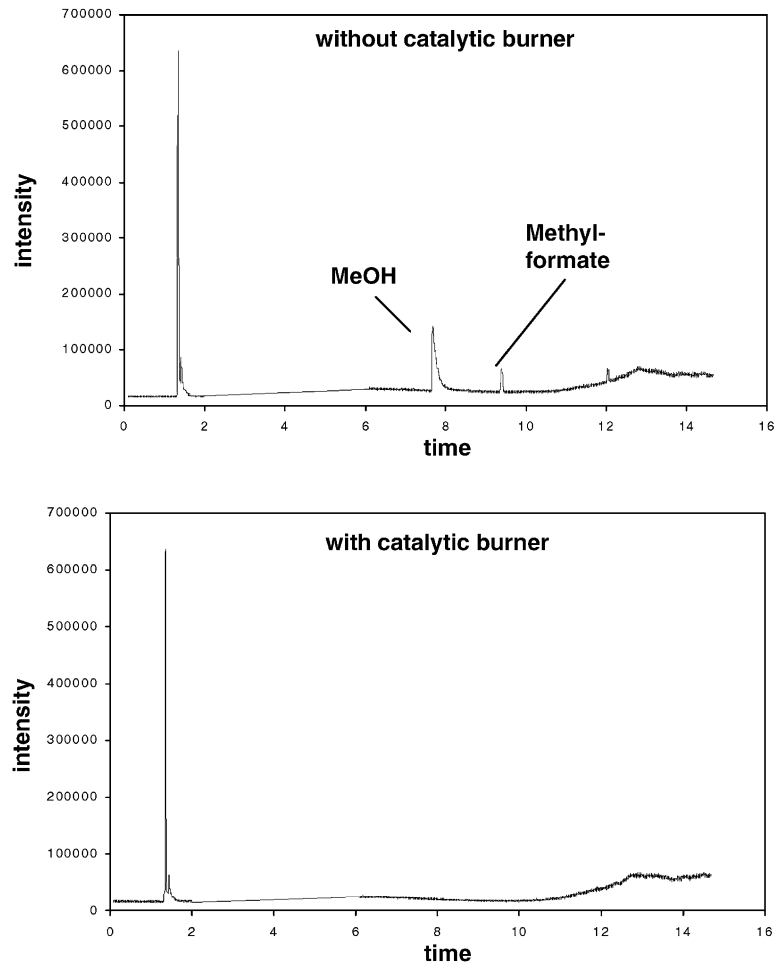 without catalytic burner
700000
600000
500000
400000
300000
200000
100000
0
intensity
MeOH
Methyl-
formate
0 2 4 6 8 10 12 14 16
time
with catalytic burner
700000
600000
500000
400000
300000
200000
100000
0
intensity
0 2 4 6 8 10 12 14 16
time